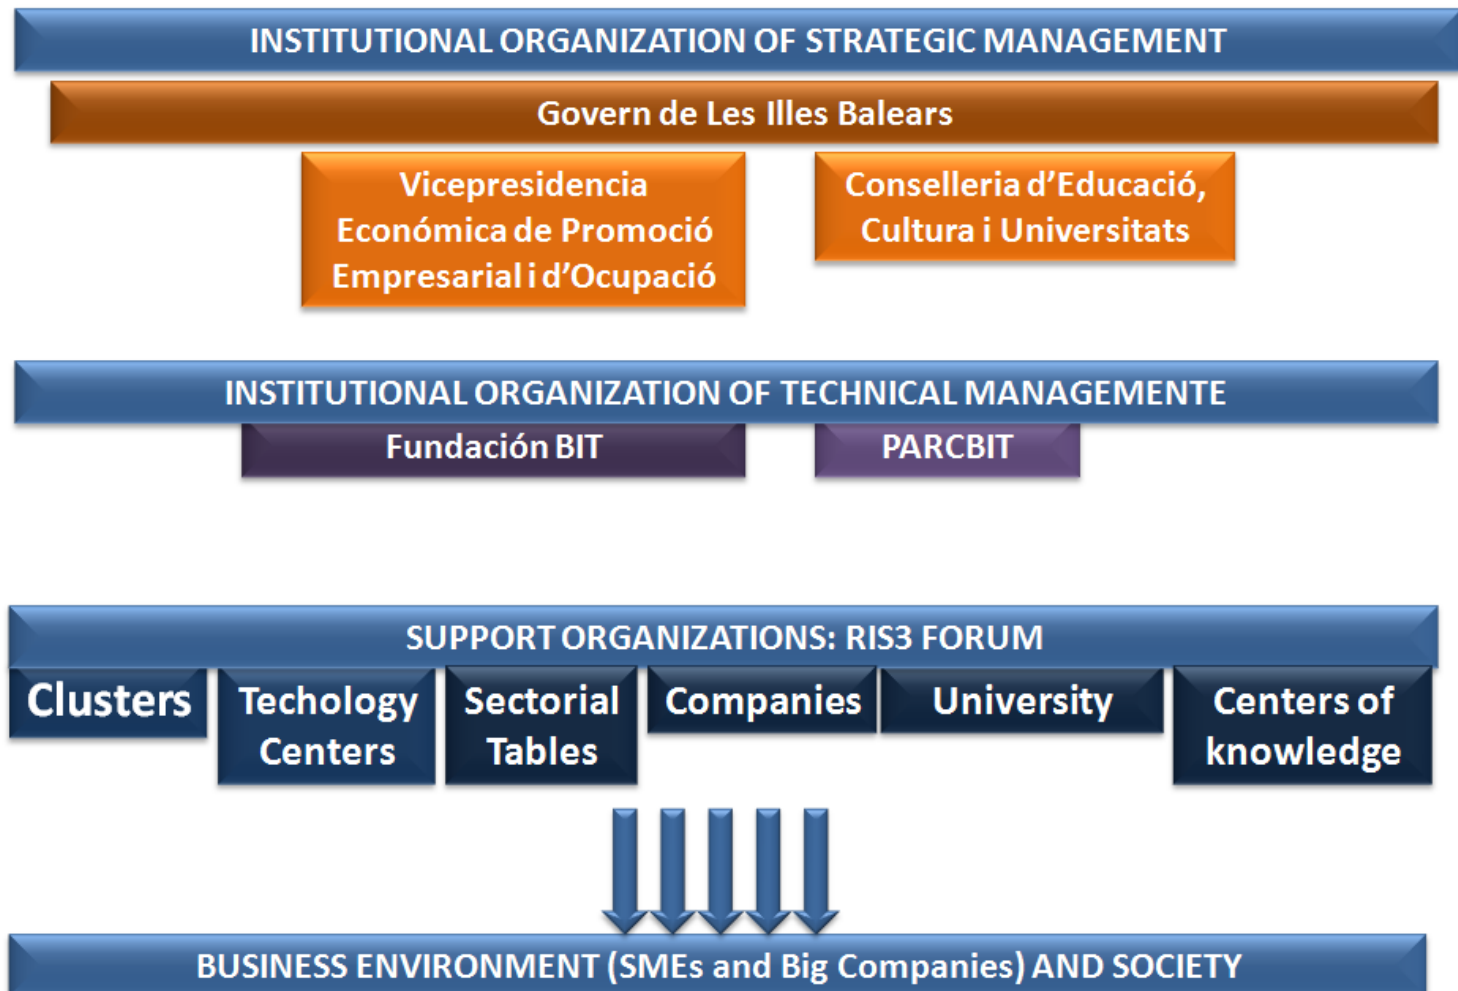 INSTITUTIONAL ORGANIZATION OF STRATEGIC MANAGEMENT
Govern de Les Illes Balears
Vicepresidencia
Económica de Promoció
Empresarial i d'Ocupació
Conselleria d'Educació,
Cultura i Universitats
INSTITUTIONAL ORGANIZATION OF TECHNICAL MANAGEMENTE
Fundación BIT
PARCBIT
SUPPORT ORGANIZATIONS: RIS3 FORUM
Clusters
Techology
Centers
Sectorial
Tables
Companies
University
Centers of
knowledge
BUSINESS ENVIRONMENT (SMEs and Big Companies) AND SOCIETY